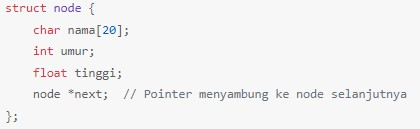 struct node {
    char nama[20];
    int umur;
    float tinggi;
    node *next;  // Pointer menyambung ke node selanjutnya
};